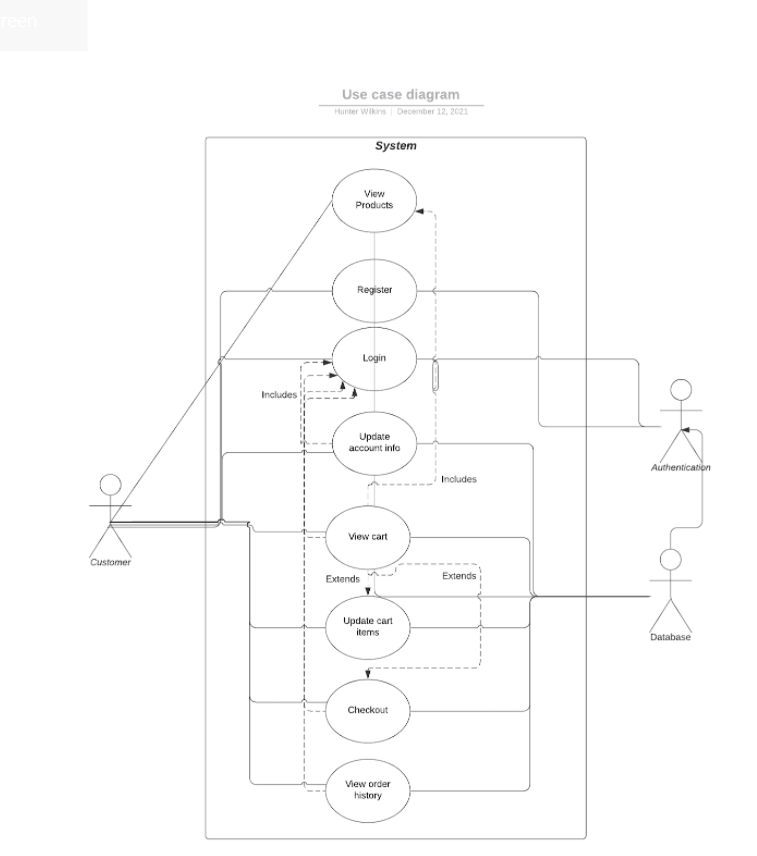 reen
Use case diagram
Hunter Wilkins | December 12, 2021
System
View
Products
Register
Login
Includes
Update
account info
Authentication
Includes
View cart
Customer
Extends
Extends
Update cart
items
Database
Checkout
View order
history